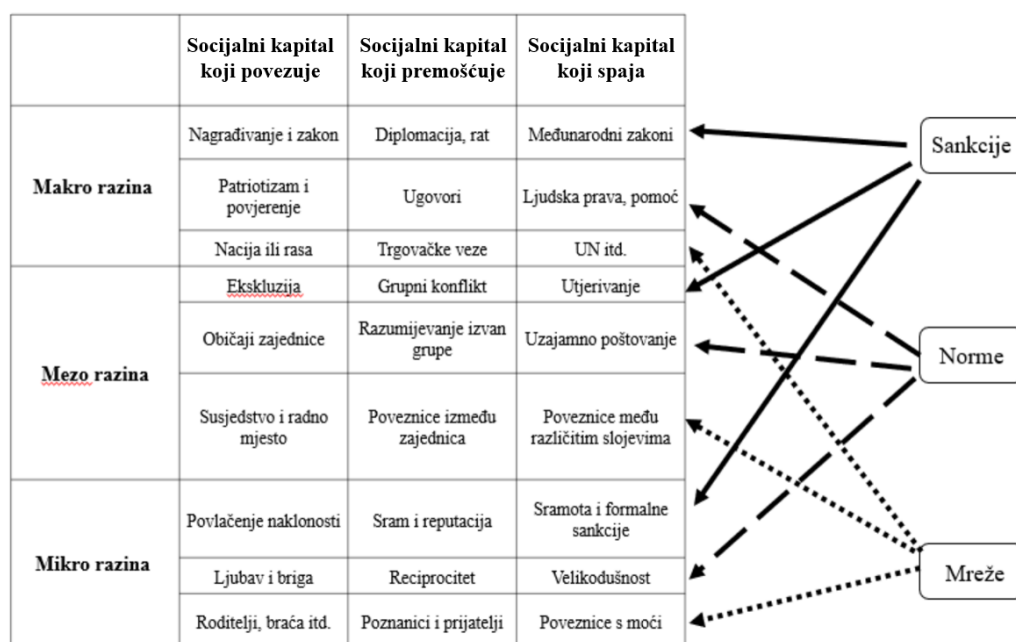 Socijalni kapital
koji povezuje
Socijalni kapital
koji premošćuje
Socijalni kapital
koji spaja
Makro razina
Nagrađivanje i zakon
Diplomacija, rat
Međunarodni zakoni
Patriotizam i
povjerenje
Ugovori
Ljudska prava, pomoć
Nacija ili rasa
Trgovačke veze
UN itd.
Mezo razina
Ekskluzija
Grupni konflikt
Utjerivanje
Običaji zajednice
Razumijevanje izvan
grupe
Uzajamno poštovanje
Susjedstvo i radno
mjesto
Poveznice između
zajednica
Poveznice među
različitim slojevima
Mikro razina
Povlačenje naklonosti
Sram i reputacija
Sramota i formalne
sankcije
Ljubav i briga
Reciprocitet
Velikodušnost
Roditelji, braća itd.
Poznanici i prijatelji
Poveznice s moći
Sankcije
Norme
Mreže